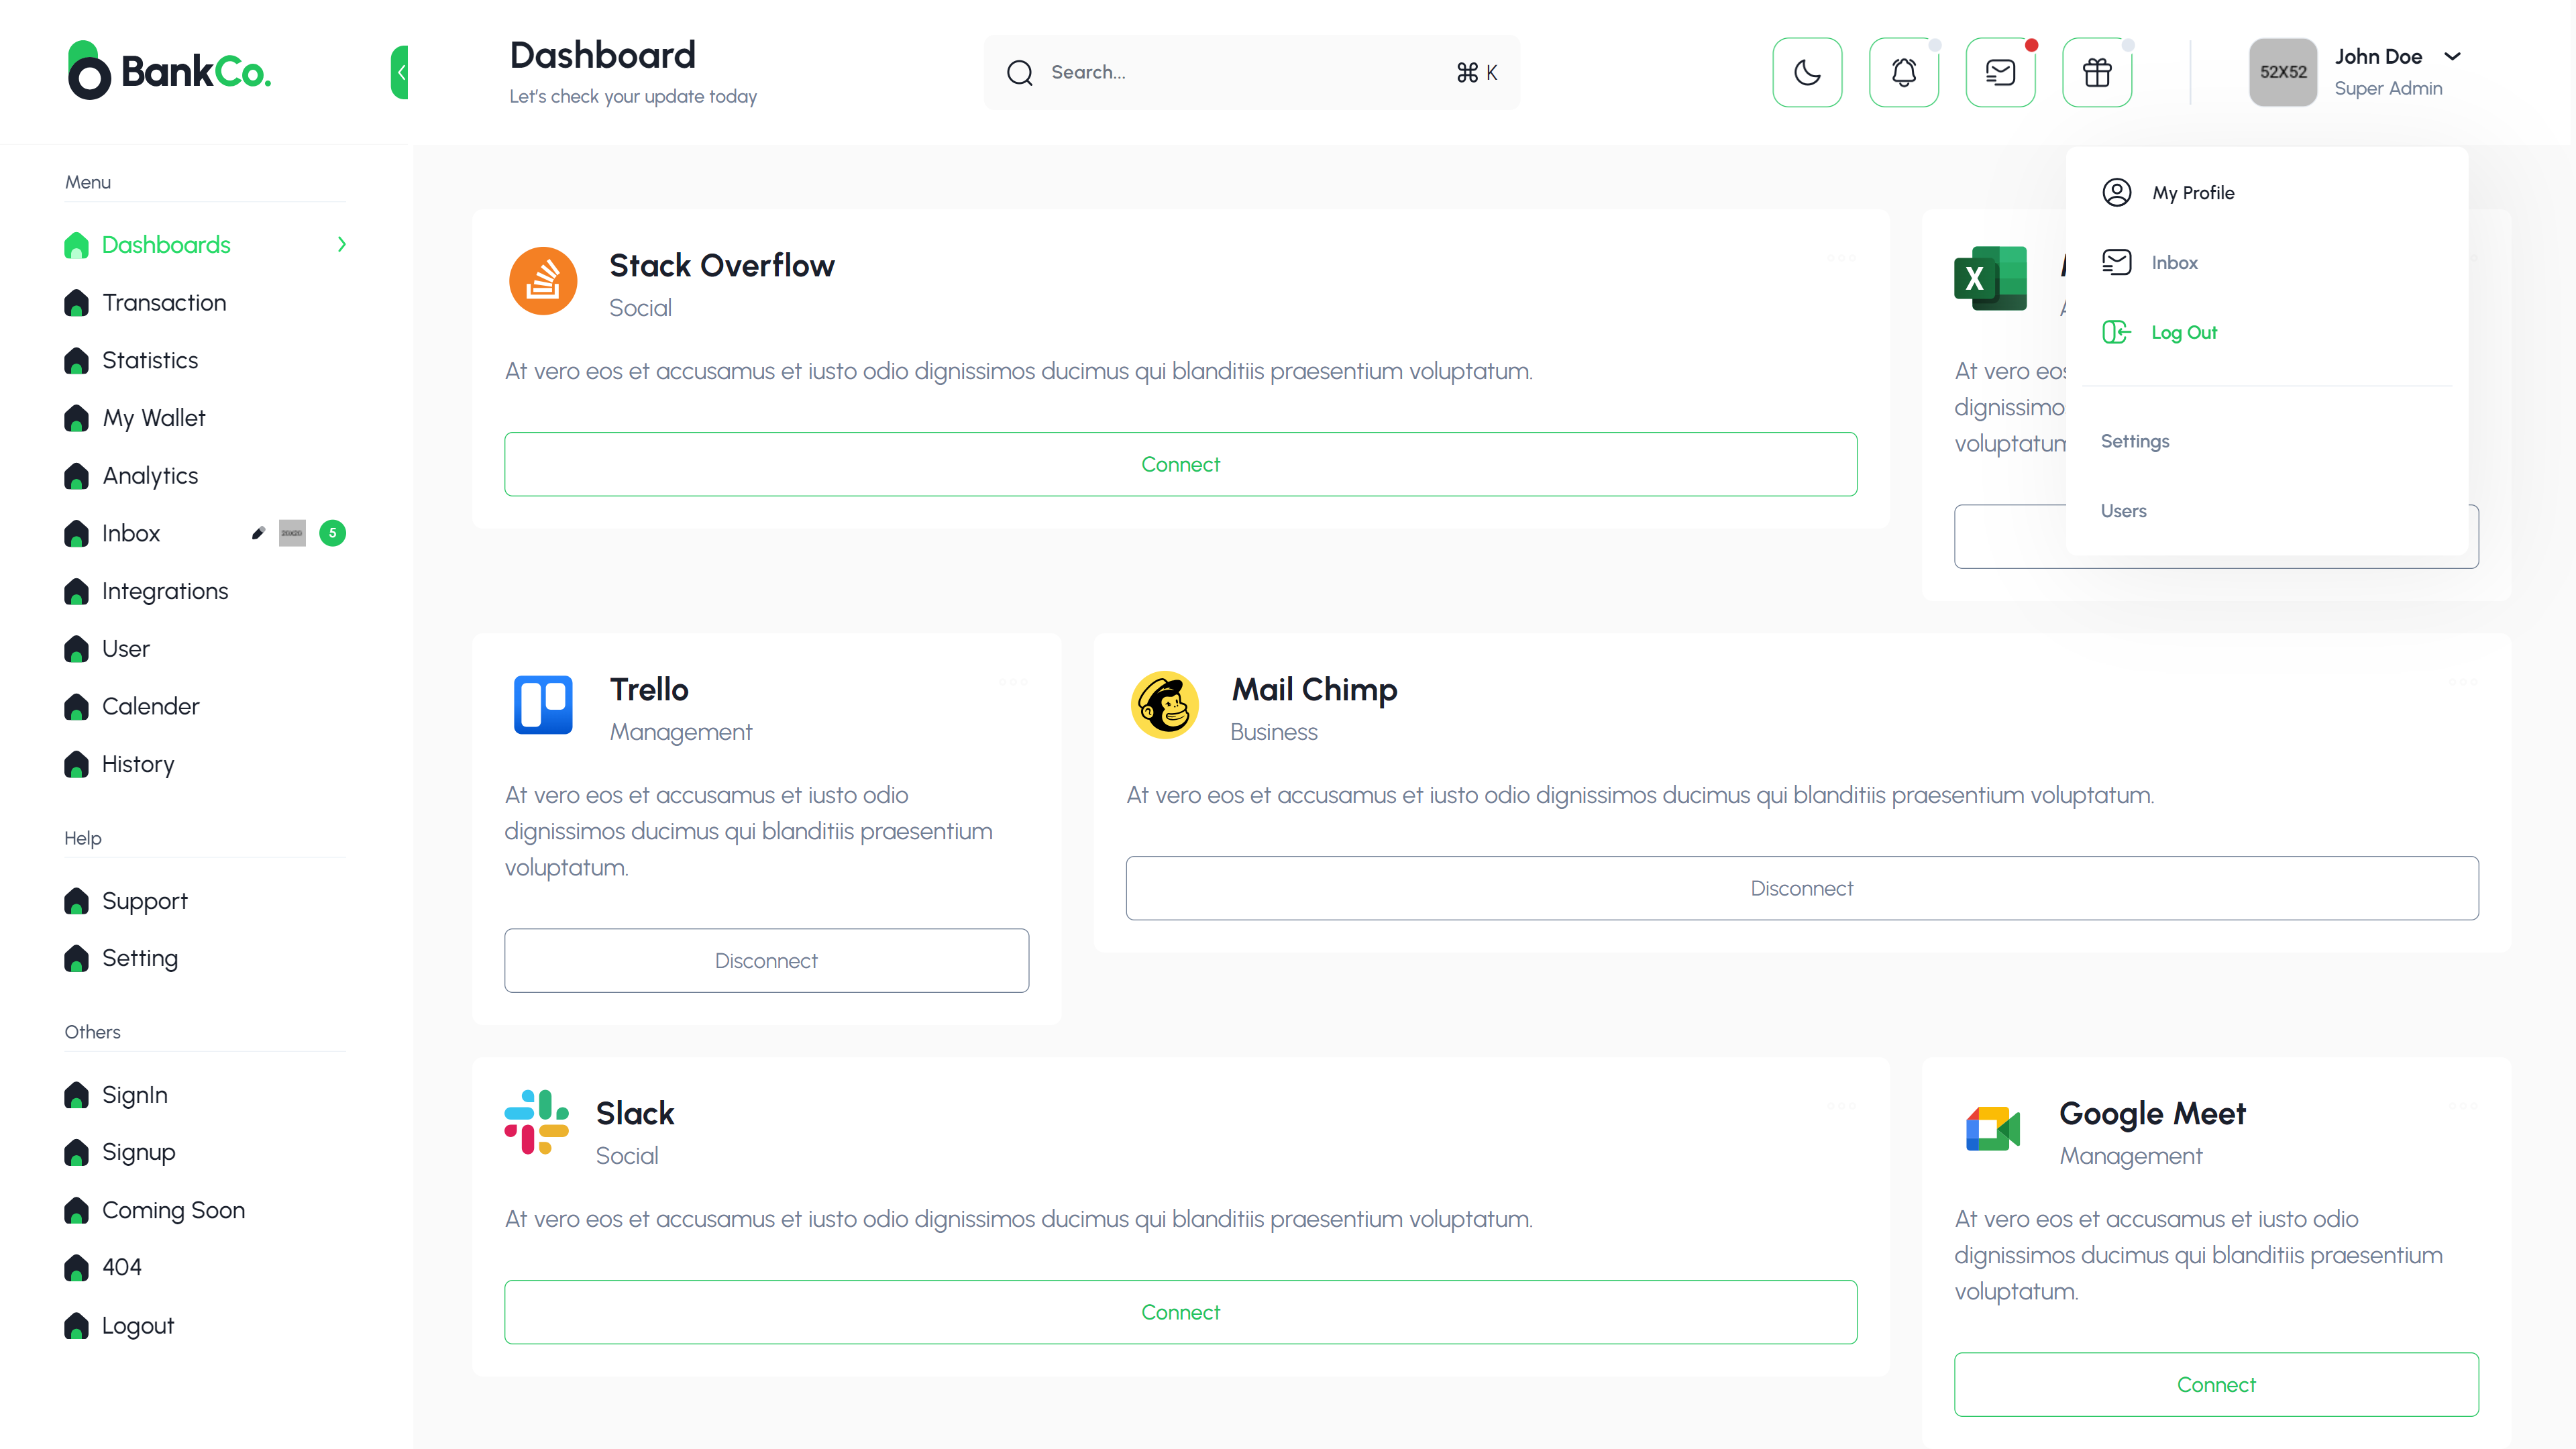 BankCo.
Dashboard
Let's check your update today
Search...
⌘ K
52X52
John Doe
Super Admin
Menu
Dashboards
Transaction
Statistics
My Wallet
Analytics
Inbox
5
Integrations
User
Calender
History
Help
Support
Setting
Others
SignIn
Signup
Coming Soon
404
Logout
Stack Overflow
Social
At vero eos et accusamus et iusto odio dignissimos ducimus qui blanditiis praesentium voluptatum.
Connect
X
At vero
My Profile
Inbox
Log Out
Settings
Users
Trello
Management
At vero eos et accusamus et iusto odio
dignissimos ducimus qui blanditiis praesentium
voluptatum.
Disconnect
Mail Chimp
Business
At vero eos et accusamus et iusto odio dignissimos ducimus qui blanditiis praesentium voluptatum.
Disconnect
Slack
Social
At vero eos et accusamus et iusto odio dignissimos ducimus qui blanditiis praesentium voluptatum.
Connect
Google Meet
Management
At vero eos et accusamus et iusto odio
dignissimos ducimus qui blanditiis praesentium
voluptatum.
Connect